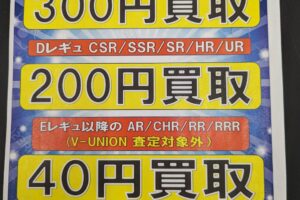 300円買取
Dレギュ CSR/SSR/SR/HR/UR
200円買取
Eレギュ以降の AR/CHR/RR/RRR
(V-UNION 査定対象外)
40円買取